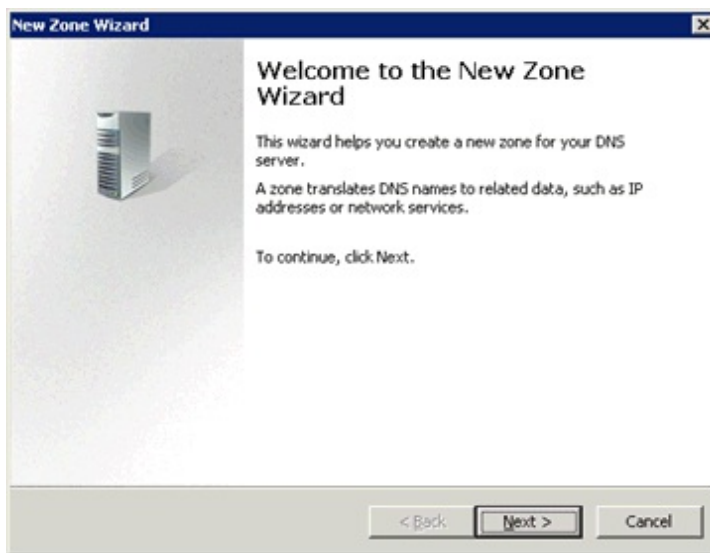 New Zone Wizard
Welcome to the New Zone
Wizard
This wizard helps you create a new zone for your DNS
server.
A zone translates DNS names to related data, such as IP
addresses or network services.
To continue, click Next.
< Back
Next >
Cancel